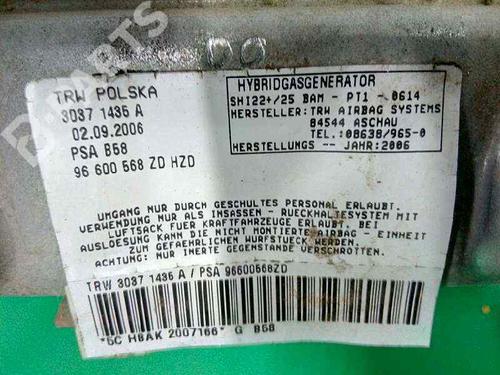 B PARTS
TRW POLSKA
3037 1435 A
02.09.2006
PSA B58
96 600 568 ZD HZD
HYBRIDGASGENERATOR
SHI22+/25 BAM - PT1 - 0614
HERSTELLER: TRW AIRBAG SYSTEMS
84544 ASCHAU
TEL.:08638/965-0
HERSTELLUNGS-- JAHR:2006
UMGANG NUR DURCH GESCHULTES PERSONAL ERLAUBT.
VERWENDUNG NUR ALS INSASSEN - RUECKHALTESYSTEM MIT
LUFTSACK FUER KRAFTFAHRZEUGE ERLAUBT. BEI
AUSLOESUNG KANN DIE NICHT MONTIERTE AIRBAG - EINHEIT
ZUM GEFAEHRLICHEN WURFSTUECK WERDEN.
ACHTUNG: NUR INERTE GEGENSTAENDE VERSCHROTTEN.
TRW 3037 1435 A / PSA 96600568ZD
*5C HBAK 2007166* G B58